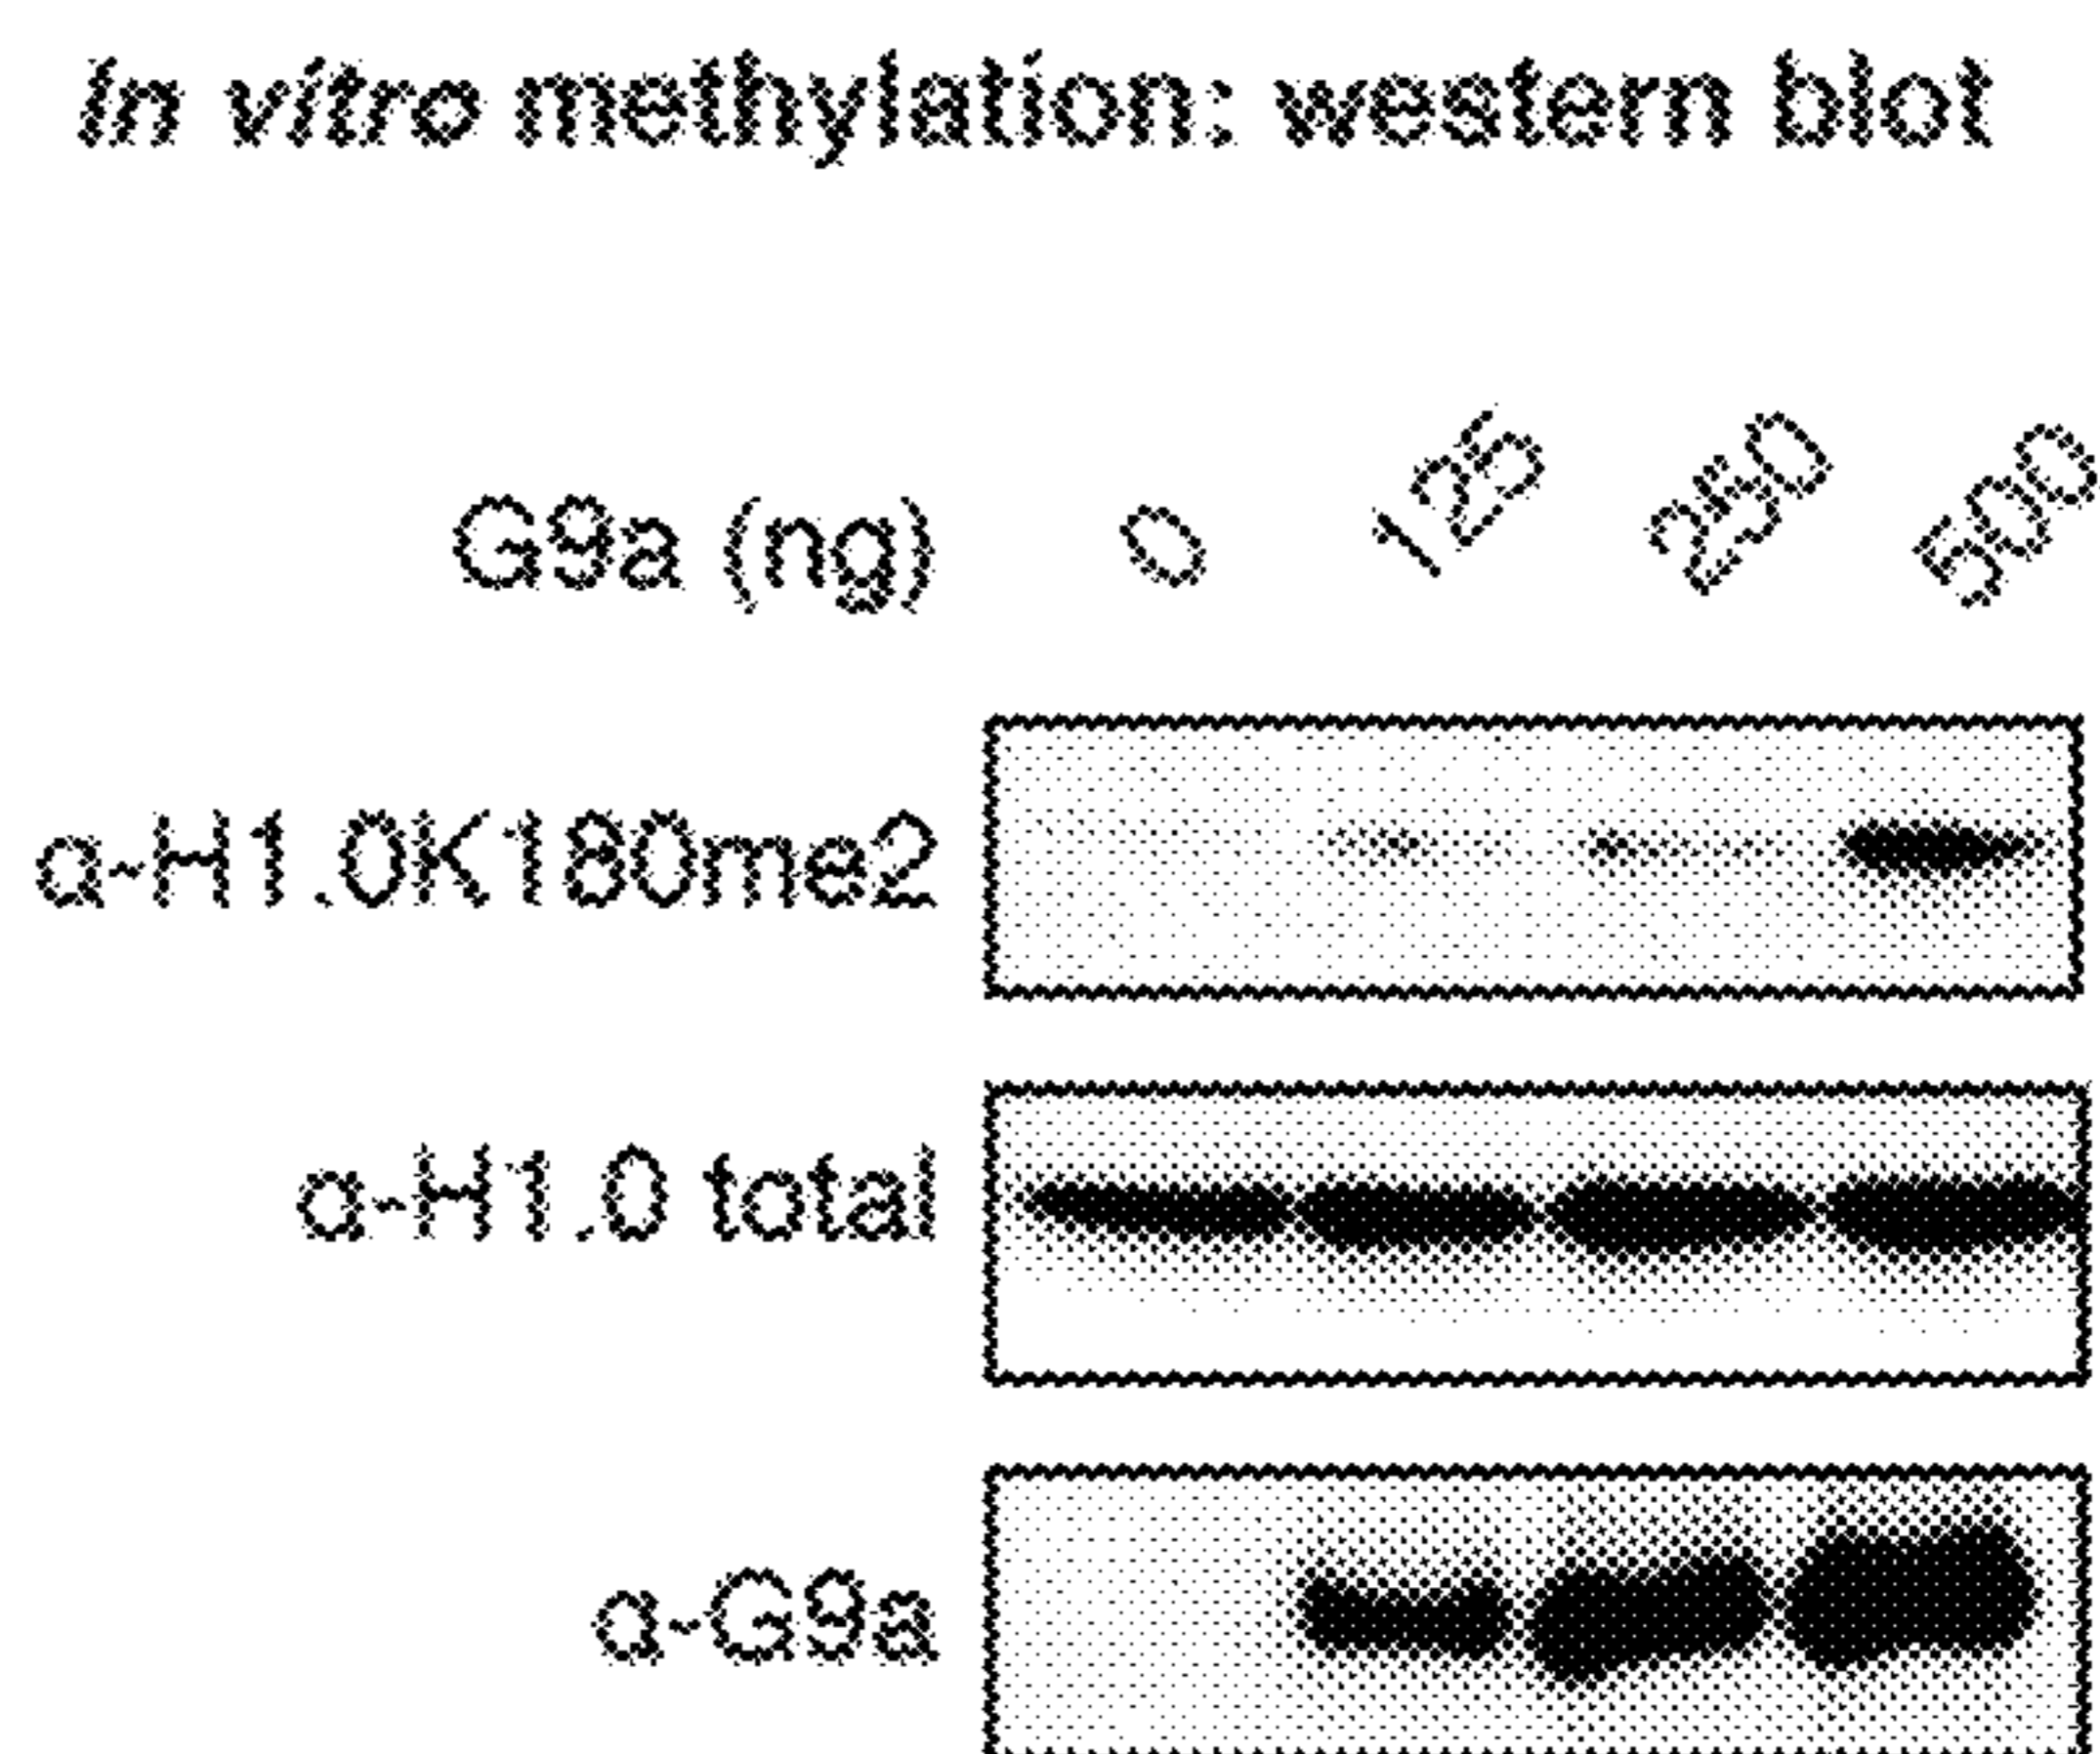 In vitro methylation: western blot
G9a (ng) 0 125 250 500
α-H1.0K180me2
α-H1.0 total
α-G9a